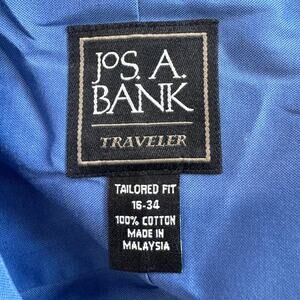 JOS. A.
BANK
TRAVELER
TAILORED FIT
16-34
100% COTTON
MADE IN
MALAYSIA